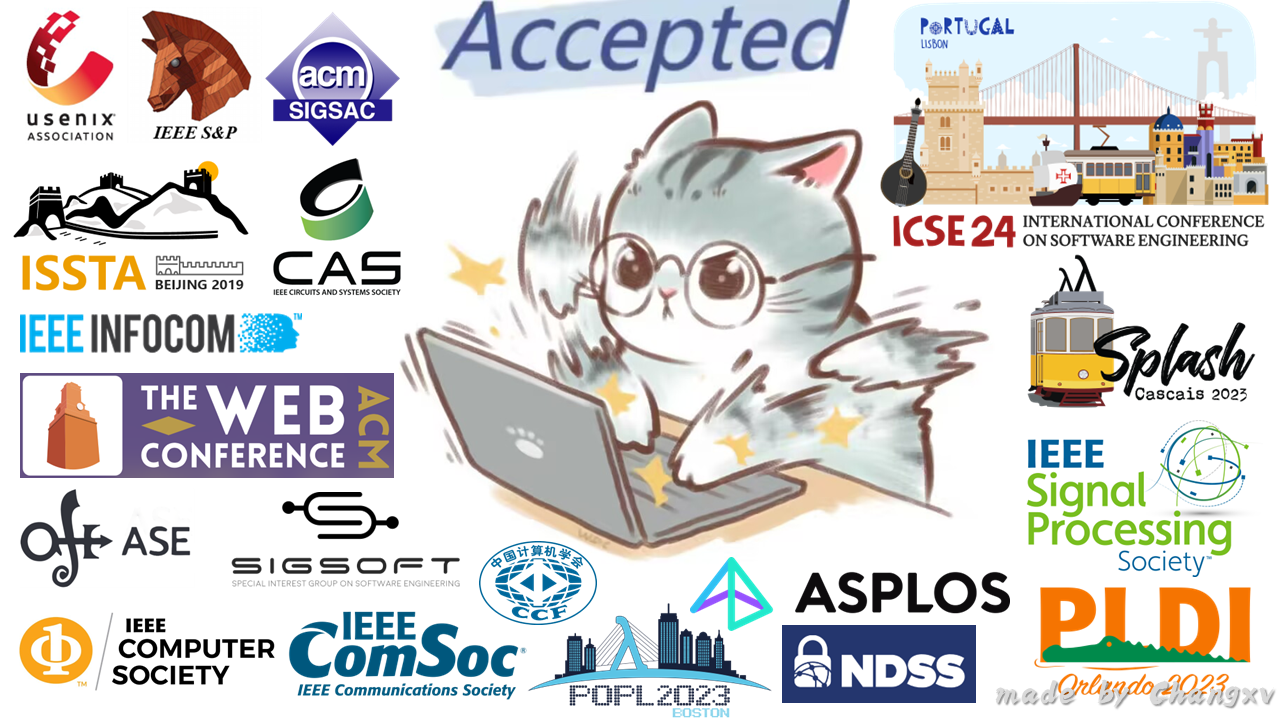 Accepted
usenix
ASSOCIATION
IEEE S&P
acm
SIGSAC
PORTUGAL
LISBON
ICSE 24 INTERNATIONAL CONFERENCE
ON SOFTWARE ENGINEERING
ISSTA BEIJING 2019
CAS
IEEE CIRCUITS AND SYSTEMS SOCIETY
IEEE INFOCOM TM
THE WEB
CONFERENCE
ACM
Splash
Cascais 2023
IEEE
Signal
Processing
Society™
ASE
SIGSOFT
SPECIAL INTEREST GROUP ON SOFTWARE ENGINEERING
中国计算机学会
CCF
ASPLOS
IEEE
COMPUTER
SOCIETY
TM
IEEE
ComSoc®
IEEE Communications Society
POPL2023
BOSTON
NDSS
PLDI
Orlando 2023
made by Changxv